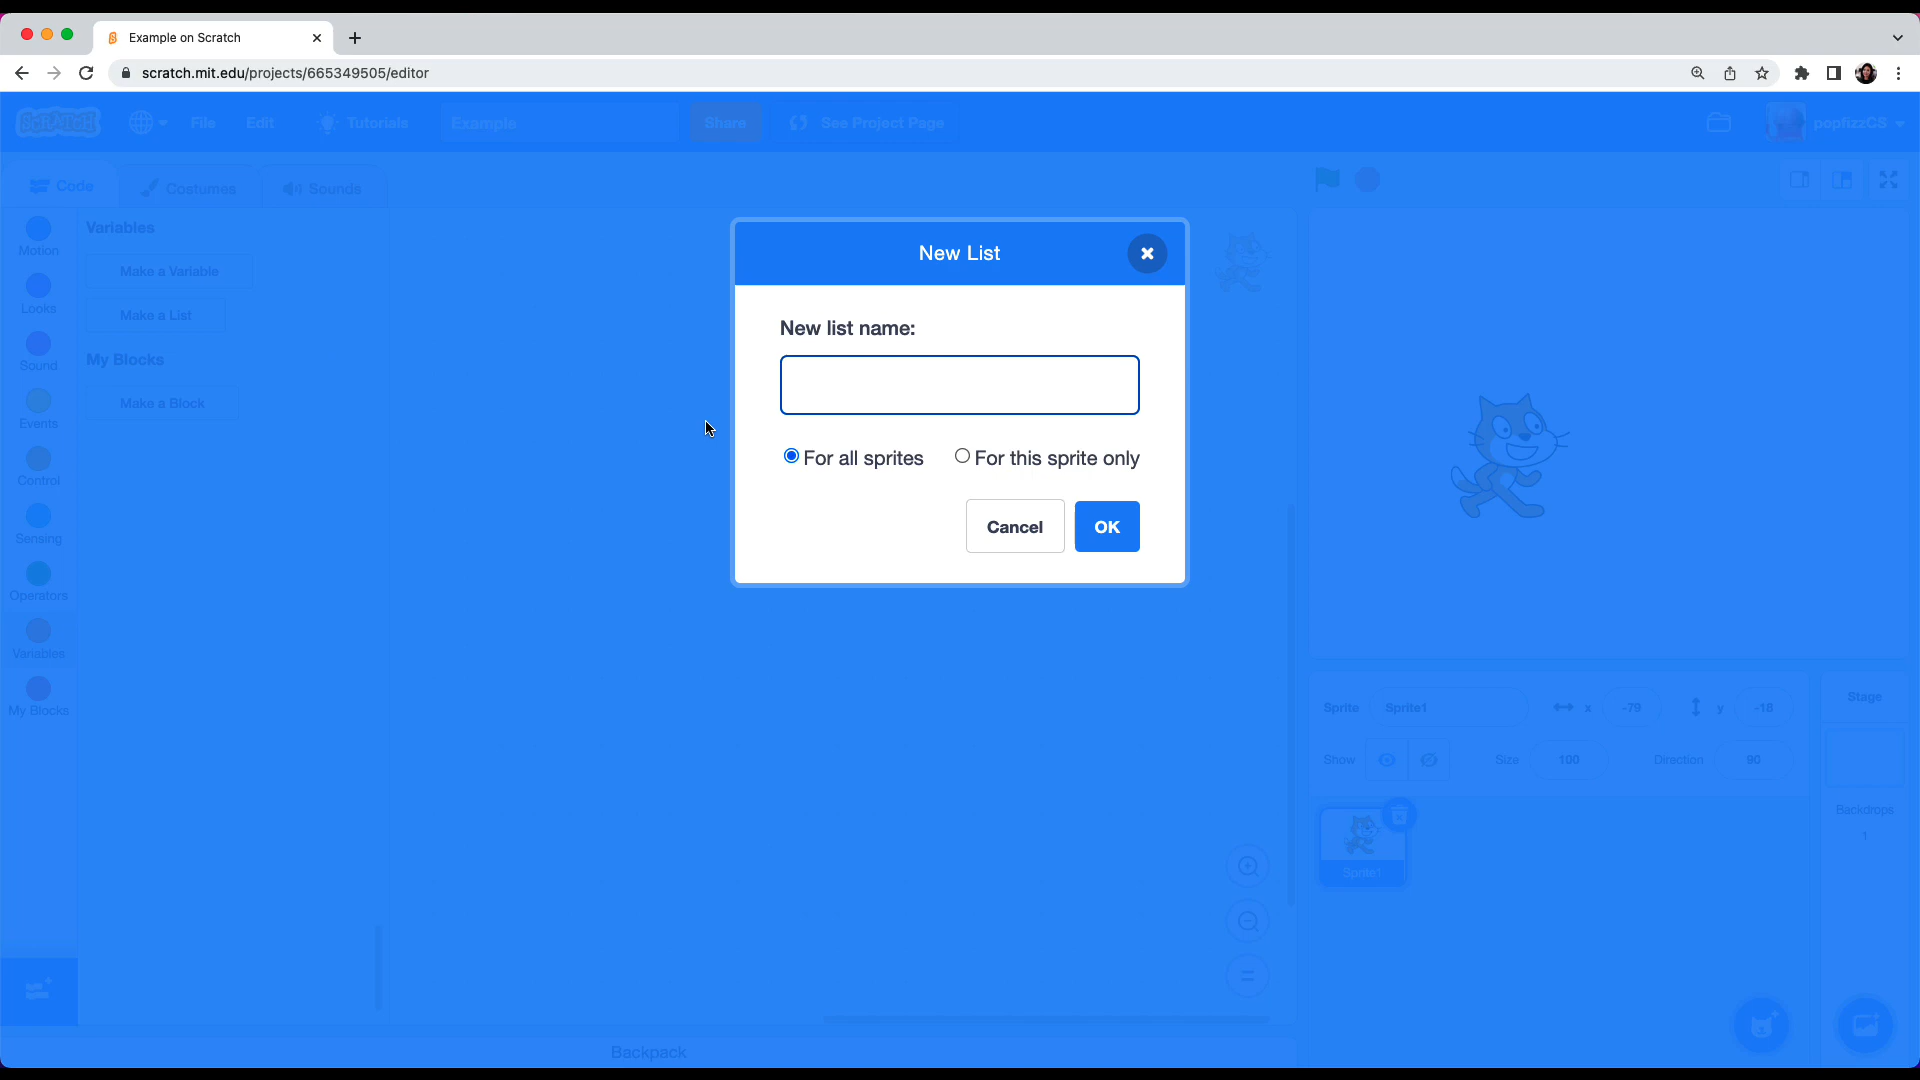 Example on Scratch
scratch.mit.edu/projects/665349505/editor
SCRATCH
File
Edit
Tutorials
Example
Share
See Project Page
popfizzCS
Code
Costumes
Sounds
Motion
Looks
Sound
Events
Control
Sensing
Operators
Variables
My Blocks
Variables
Make a Variable
Make a List
My Blocks
Make a Block
New List
New list name:
For all sprites
For this sprite only
Cancel
OK
Sprite
Sprite1
x
-79
y
-18
Show
Size
100
Direction
90
Sprite1
Stage
Backdrops
1
Backpack